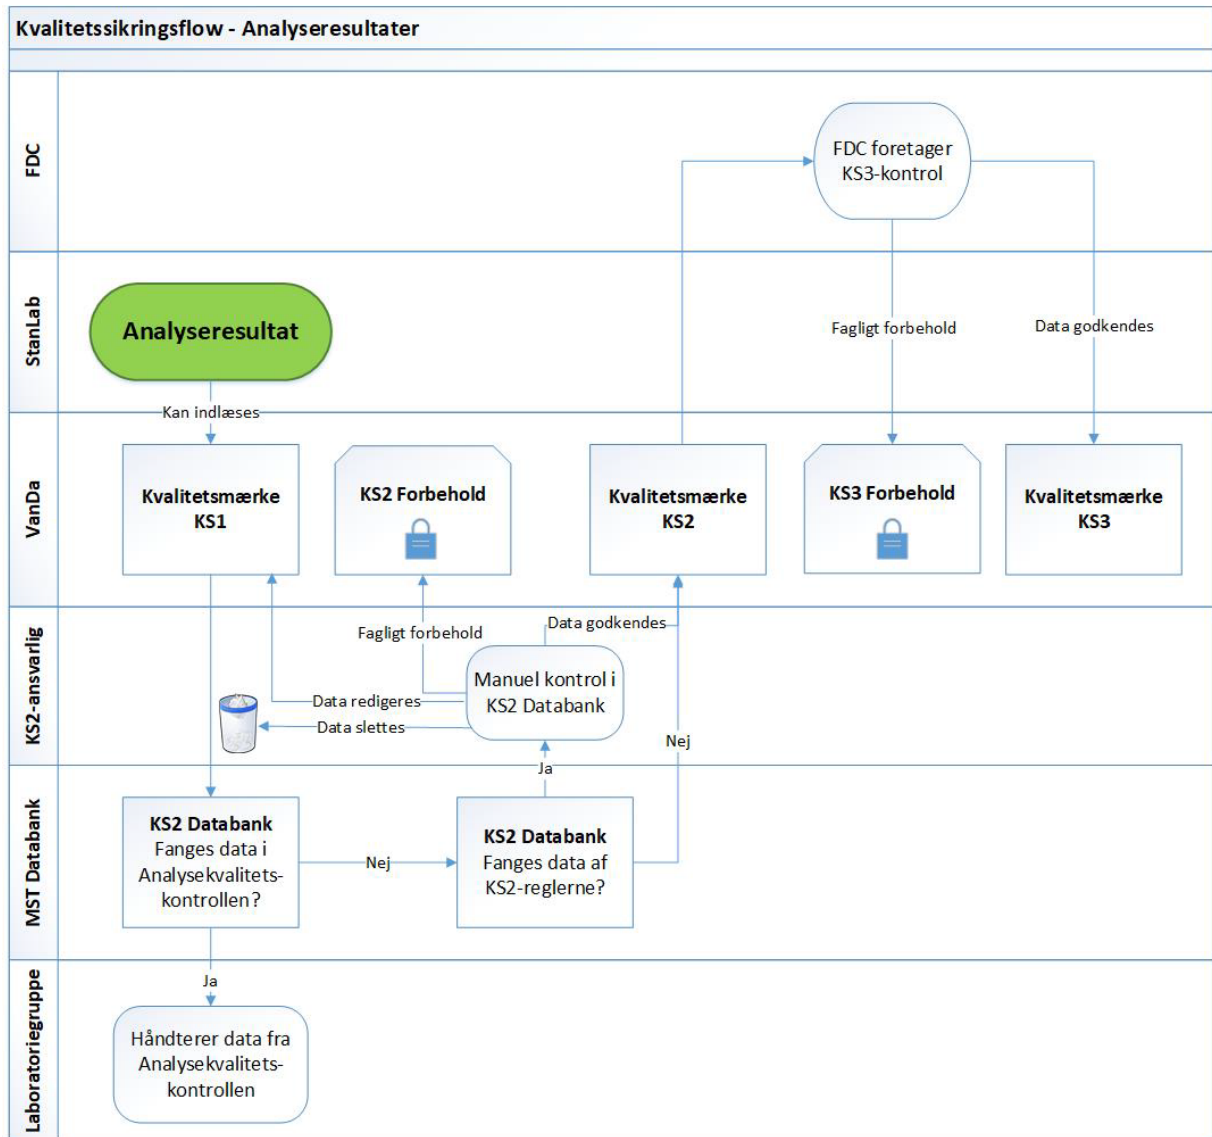 Kvalitetssikringsflow - Analyseresultater
FDC
FDC foretager
KS3-kontrol
StanLab
Analyseresultat
Fagligt forbehold
Data godkendes
Kan indlæses
VanDa
Kvalitetsmærke
KS1
KS2 Forbehold
Kvalitetsmærke
KS2
KS3 Forbehold
Kvalitetsmærke
KS3
KS2-ansvarlig
Fagligt forbehold
Data godkendes
Manuel kontrol i
KS2 Databank
Data redigeres
Data slettes
Nej
Ja
MST Databank
KS2 Databank
Fanges data i
Analysekvalitets-
kontrollen?
Nej
KS2 Databank
Fanges data af
KS2-reglerne?
Ja
Laboratoriegruppe
Håndterer data fra
Analysekvalitets-
kontrollen